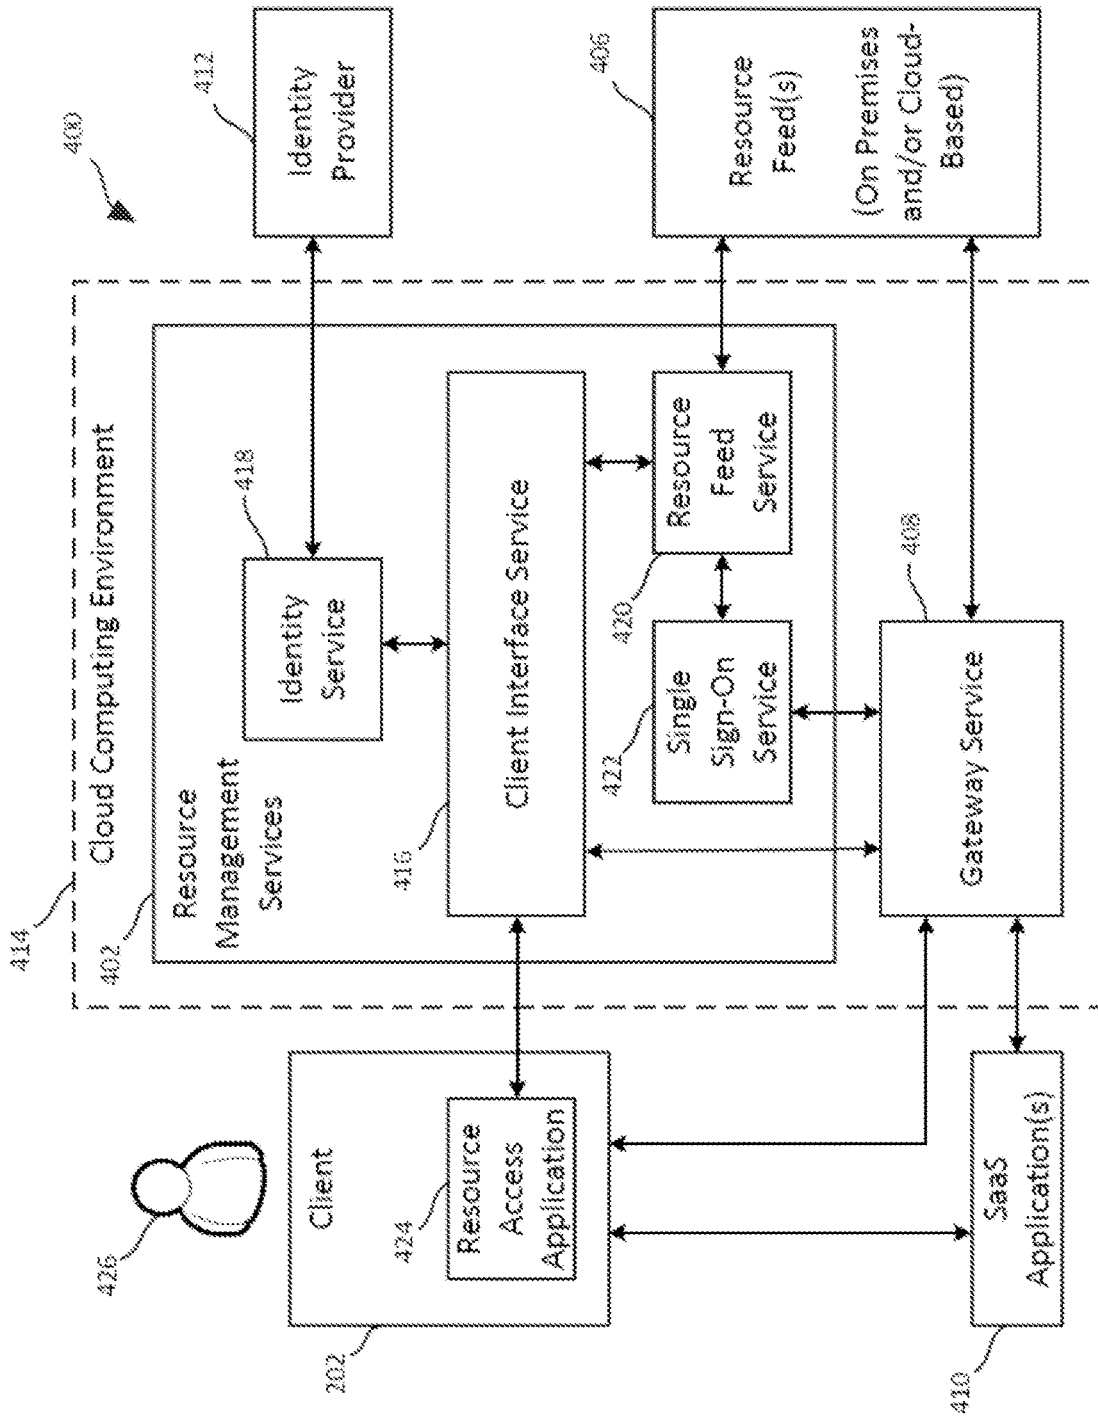 400
414
Cloud Computing Environment
402
Resource
Management
Services
426
Client
202
424
Resource
Access
Application
418
Identity
Service
412
Identity
Provider
416
Client Interface Service
422
Single
Sign-On
Service
420
Resource
Feed
Service
406
Resource
Feed(s)
(On Premises
and/or Cloud-
Based)
410
SaaS
Application(s)
408
Gateway Service